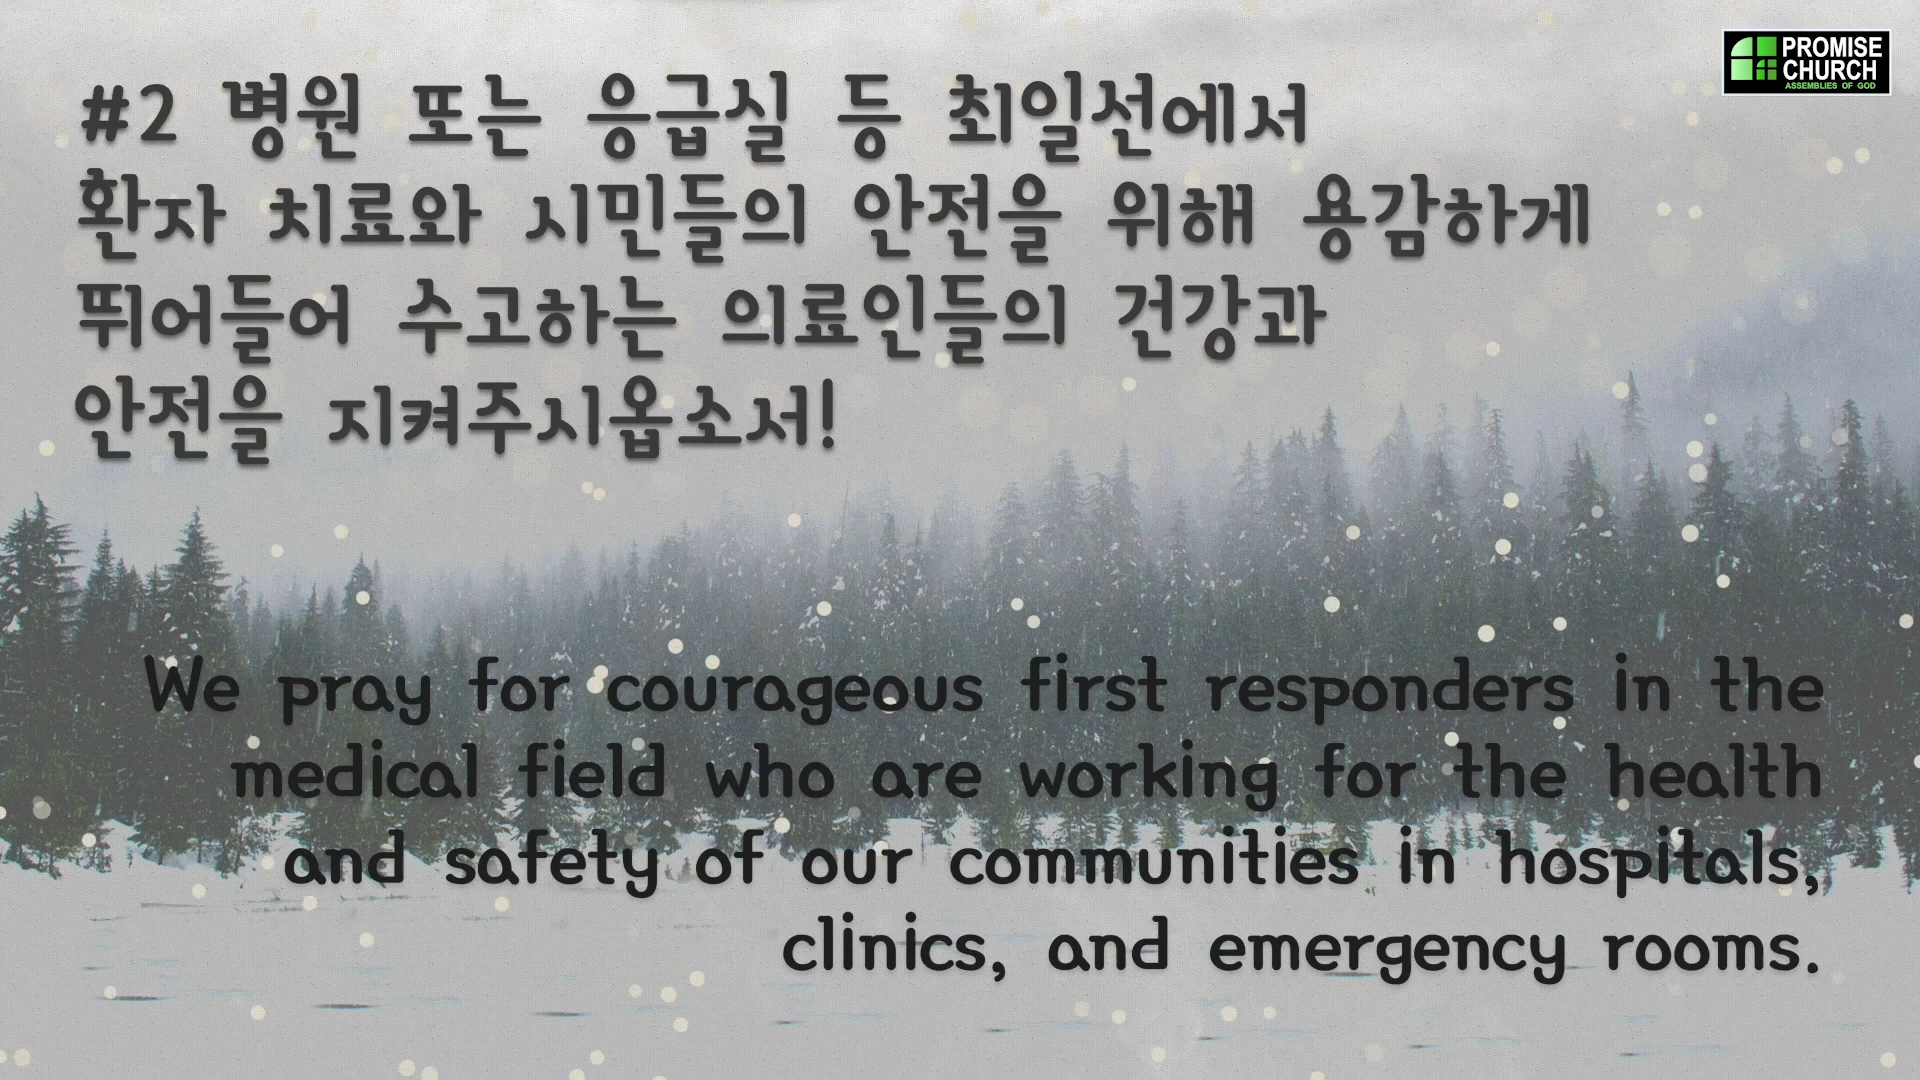 PROMISE
CHURCH
ASSEMBLIES OF GOD
#2 병원 또는 응급실 등 최일선에서
환자 치료와 시민들의 안전을 위해 용감하게
뛰어들어 수고하는 의료인들의 건강과
안전을 지켜주시옵소서!
We pray for courageous first responders in the
medical field who are working for the health
and safety of our communities in hospitals,
clinics, and emergency rooms.